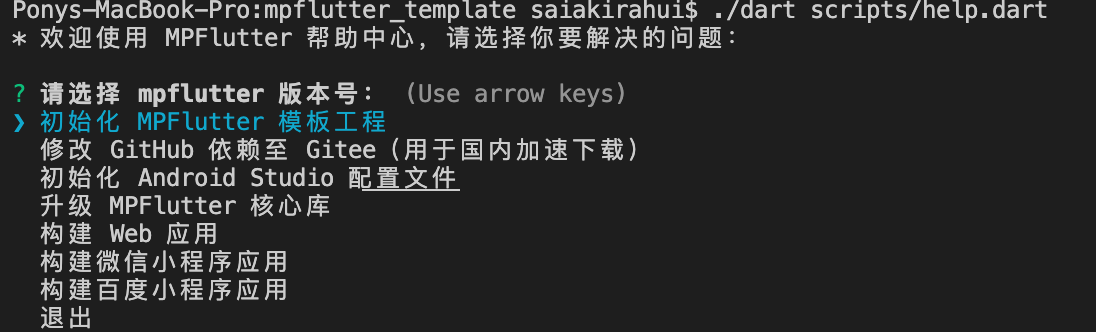 Ponys-MacBook-Pro:mpflutter_template saiakirahui$ ./dart scripts/help.dart
* 欢迎使用 MPFlutter 帮助中心，请选择你要解决的问题：
? 请选择 mpflutter 版本号： (Use arrow keys)
❯ 初始化 MPFlutter 模板工程
修改 GitHub 依赖至 Gitee（用于国内加速下载）
初始化 Android Studio 配置文件
升级 MPFlutter 核心库
构建 Web 应用
构建微信小程序应用
构建百度小程序应用
退出